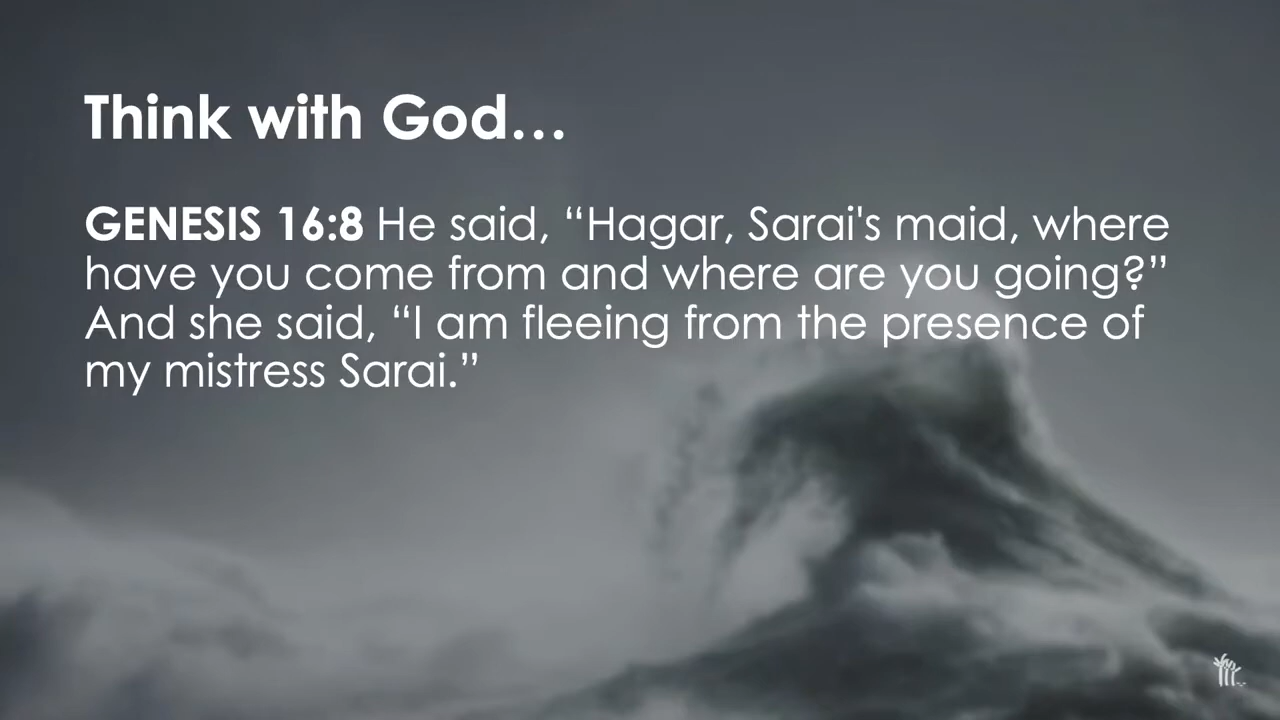 Think with God…
GENESIS 16:8 He said, “Hagar, Sarai's maid, where
have you come from and where are you going?”
And she said, “I am fleeing from the presence of
my mistress Sarai.”